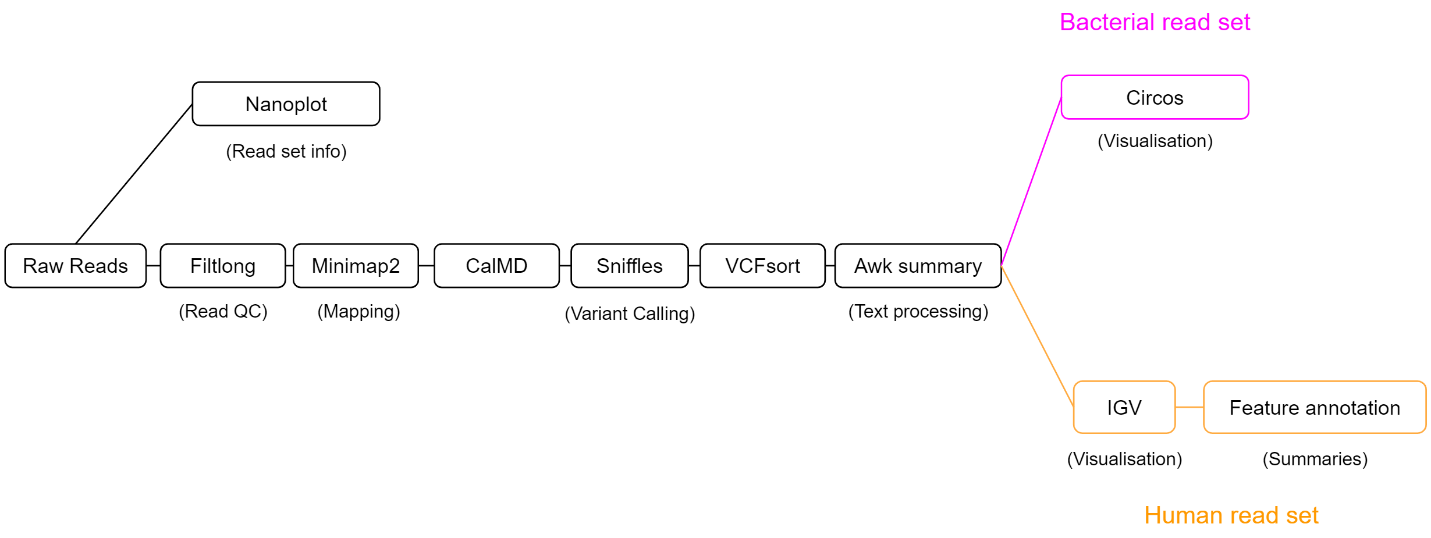 Bacterial read set
Nanoplot
(Read set info)
Circos
(Visualisation)
Raw Reads
Filtlong
(Read QC)
Minimap2
(Mapping)
CalMD
Sniffles
(Variant Calling)
VCFsort
Awk summary
(Text processing)
IGV
(Visualisation)
Feature annotation
(Summaries)
Human read set